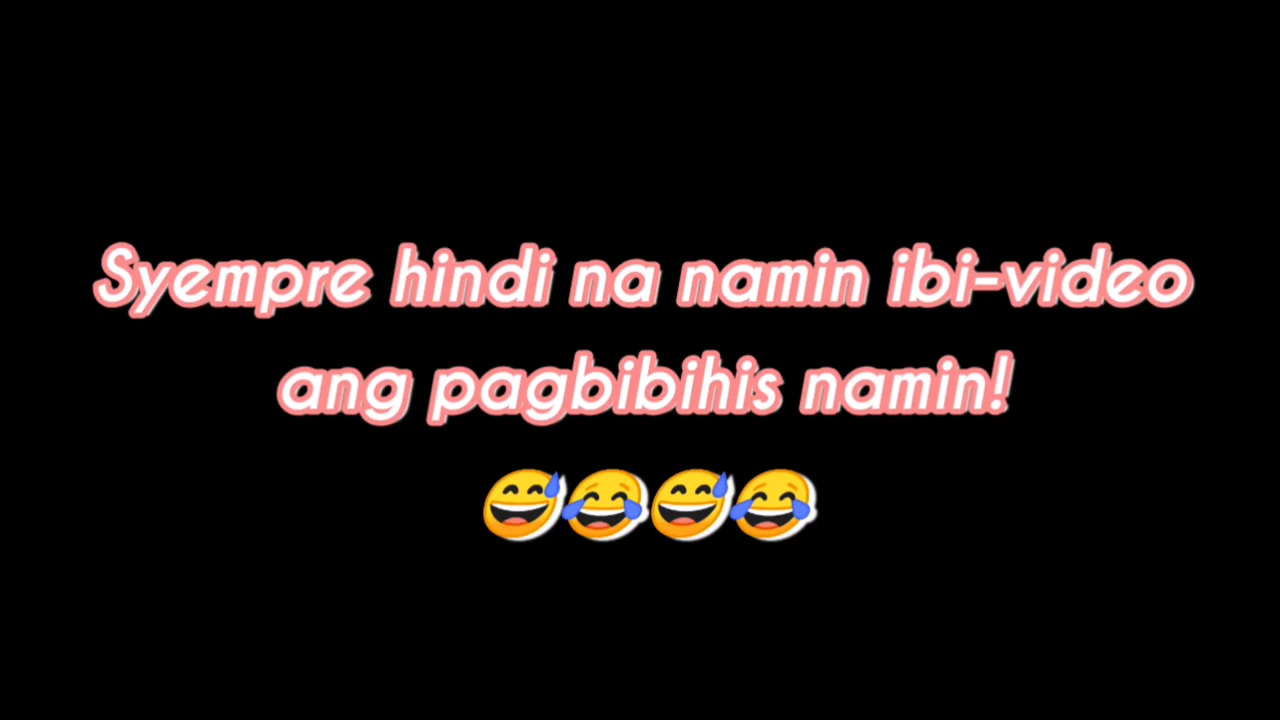 Syempre hindi na namin ibi-video
ang pagbibihis namin!
😅😂😅😂